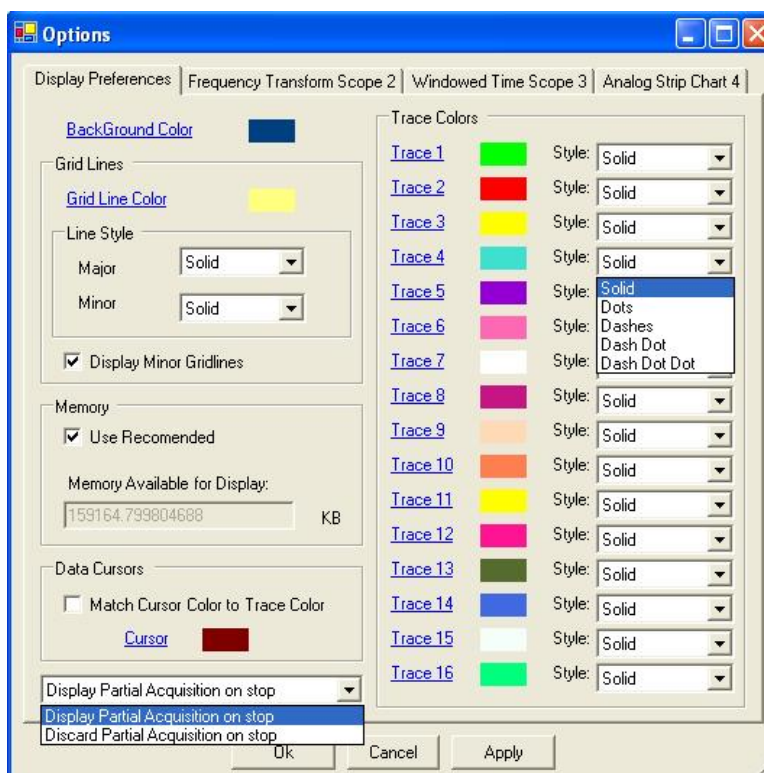 Options
Display Preferences
Frequency Transform Scope 2
Windowed Time Scope 3
Analog Strip Chart 4
BackGround Color
Grid Lines
Grid Line Color
Line Style
Major Solid
Minor Solid
Display Minor Gridlines
Memory
Use Recomended
Memory Available for Display:
159164.799804688 KB
Data Cursors
Match Cursor Color to Trace Color
Cursor
Display Partial Acquisition on stop
Display Partial Acquisition on stop
Discard Partial Acquisition on stop
Trace Colors
Trace 1 Style: Solid
Trace 2 Style: Solid
Trace 3 Style: Solid
Trace 4 Style: Solid
Trace 5 Style:
Trace 6 Style:
Trace 7 Style:
Solid
Dots
Dashes
Dash Dot
Dash Dot Dot
Trace 8 Style: Solid
Trace 9 Style: Solid
Trace 10 Style: Solid
Trace 11 Style: Solid
Trace 12 Style: Solid
Trace 13 Style: Solid
Trace 14 Style: Solid
Trace 15 Style: Solid
Trace 16 Style: Solid
Ok
Cancel
Apply